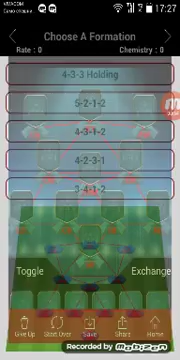 17:27
Choose A Formation
Rate : 0
Chemistry : 0
4-3-3 Holding
5-2-1-2
4-3-1-2
4-2-3-1
3-4-1-2
Toggle
Exchange
Give Up
Start Over
Save
Share
Home
Recorded by Mobizen